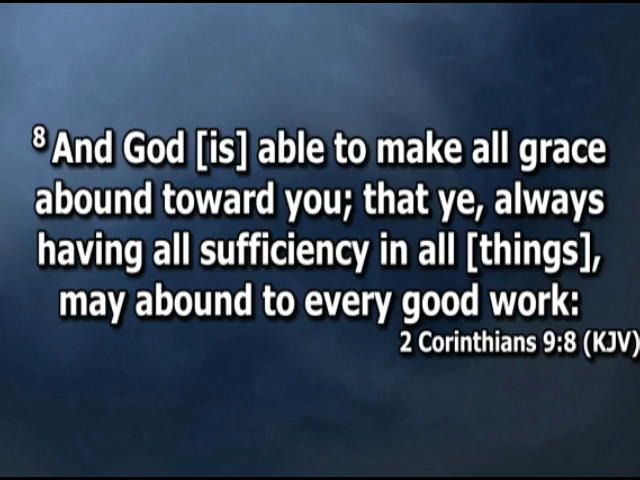 8 And God [is] able to make all grace
abound toward you; that ye, always
having all sufficiency in all [things],
may abound to every good work:
2 Corinthians 9:8 (KJV)